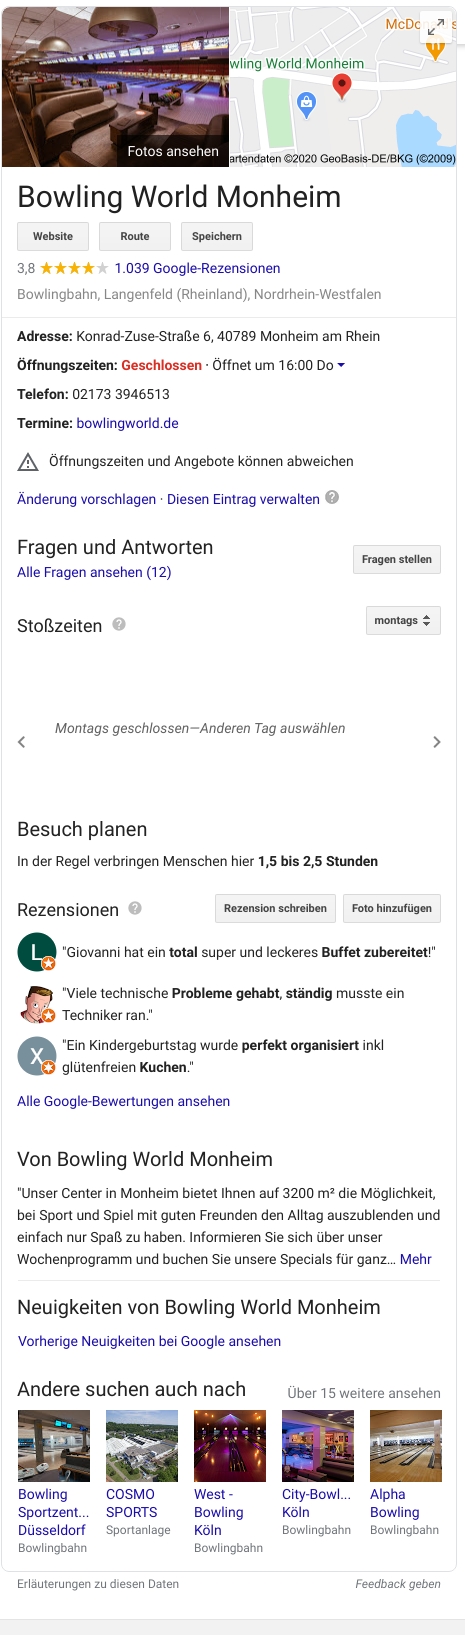 McDo
wling World Monheim
Fotos ansehen
artendaten ©2020 GeoBasis-DE/BKG (©2009)
Bowling World Monheim
Website Route Speichern
3,8 ★★★★★ 1.039 Google-Rezensionen
Bowlingbahn, Langenfeld (Rheinland), Nordrhein-Westfalen
Adresse: Konrad-Zuse-Straße 6, 40789 Monheim am Rhein
Öffnungszeiten: Geschlossen · Öffnet um 16:00 Do
Telefon: 02173 3946513
Termine: bowlingworld.de
Öffnungszeiten und Angebote können abweichen
Änderung vorschlagen · Diesen Eintrag verwalten ?
Fragen und Antworten
Fragen stellen
Alle Fragen ansehen (12)
Stoßzeiten ? montags
Montags geschlossen—Anderen Tag auswählen
Besuch planen
In der Regel verbringen Menschen hier 1,5 bis 2,5 Stunden
Rezensionen ? Rezension schreiben Foto hinzufügen
L "Giovanni hat ein total super und leckeres Buffet zubereitet!"
"Viele technische Probleme gehabt, ständig musste ein
Techniker ran."
X "Ein Kindergeburtstag wurde perfekt organisiert inkl
glütenfreien Kuchen."
Alle Google-Bewertungen ansehen
Von Bowling World Monheim
"Unser Center in Monheim bietet Ihnen auf 3200 m² die Möglichkeit,
bei Sport und Spiel mit guten Freunden den Alltag auszublenden und
einfach nur Spaß zu haben. Informieren Sie sich über unser
Wochenprogramm und buchen Sie unsere Specials für ganz… Mehr
Neuigkeiten von Bowling World Monheim
Vorherige Neuigkeiten bei Google ansehen
Andere suchen auch nach Über 15 weitere ansehen
Bowling
Sportzent...
Düsseldorf
Bowlingbahn
COSMO
SPORTS
Sportanlage
West -
Bowling
Köln
Bowlingbahn
City-Bowl...
Köln
Bowlingbahn
Alpha
Bowling
Bowlingbahn
Erläuterungen zu diesen Daten Feedback geben